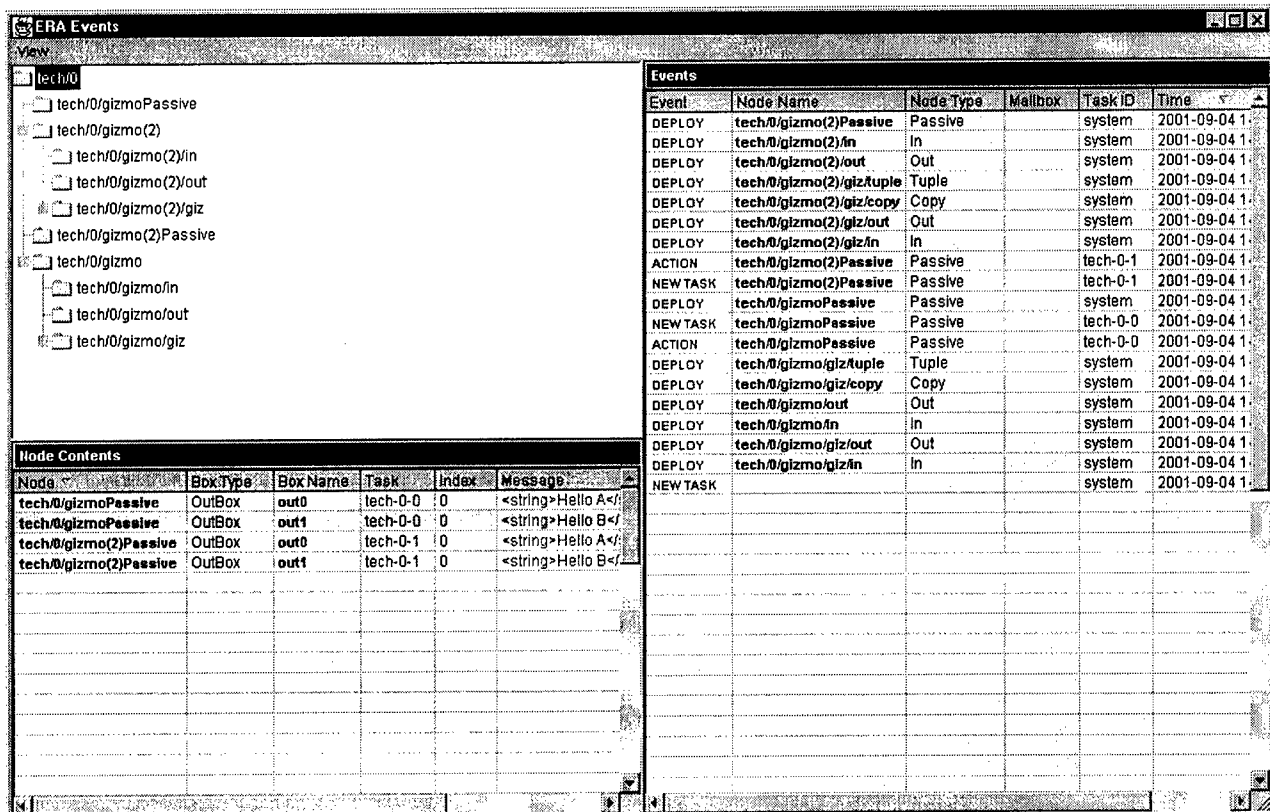 ERA Events
View
tech/0
tech/0/gizmoPassive
tech/0/gizmo(2)
tech/0/gizmo(2)/in
tech/0/gizmo(2)/out
tech/0/gizmo(2)/giz
tech/0/gizmo(2)Passive
tech/0/gizmo
tech/0/gizmo/in
tech/0/gizmo/out
tech/0/gizmo/giz
Node Contents
Node Box Type Box Name Task Index Message
tech/0/gizmoPassive OutBox out0 tech-0-0 0 <string>Hello A</
tech/0/gizmoPassive OutBox out1 tech-0-0 0 <string>Hello B</
tech/0/gizmo(2)Passive OutBox out0 tech-0-1 0 <string>Hello A</
tech/0/gizmo(2)Passive OutBox out1 tech-0-1 0 <string>Hello B</
Events
Event Node Name Node Type Mailbox Task ID Time
DEPLOY tech/0/gizmo(2)Passive Passive system 2001-09-04 1
DEPLOY tech/0/gizmo(2)/in In system 2001-09-04 1
DEPLOY tech/0/gizmo(2)/out Out system 2001-09-04 1
DEPLOY tech/0/gizmo(2)/giz/tuple Tuple system 2001-09-04 1
DEPLOY tech/0/gizmo(2)/giz/copy Copy system 2001-09-04 1
DEPLOY tech/0/gizmo(2)/giz/out Out system 2001-09-04 1
DEPLOY tech/0/gizmo(2)/giz/in In system 2001-09-04 1
ACTION tech/0/gizmo(2)Passive Passive tech-0-1 2001-09-04 1
NEW TASK tech/0/gizmo(2)Passive Passive tech-0-1 2001-09-04 1
DEPLOY tech/0/gizmoPassive Passive system 2001-09-04 1
NEW TASK tech/0/gizmoPassive Passive tech-0-0 2001-09-04 1
ACTION tech/0/gizmoPassive Passive tech-0-0 2001-09-04 1
DEPLOY tech/0/gizmo/giz/tuple Tuple system 2001-09-04 1
DEPLOY tech/0/gizmo/giz/copy Copy system 2001-09-04 1
DEPLOY tech/0/gizmo/out Out system 2001-09-04 1
DEPLOY tech/0/gizmo/in In system 2001-09-04 1
DEPLOY tech/0/gizmo/giz/out Out system 2001-09-04 1
DEPLOY tech/0/gizmo/giz/in In system 2001-09-04 1
NEW TASK system 2001-09-04 1